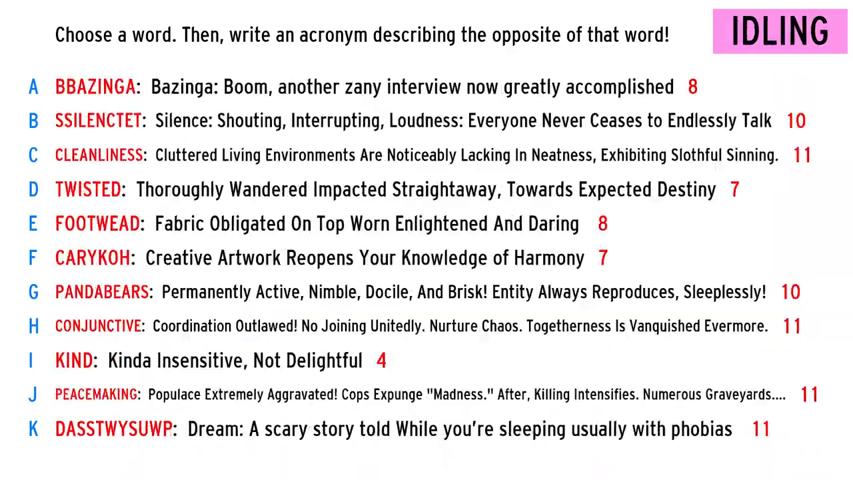 Choose a word. Then, write an acronym describing the opposite of that word!
IDLING
A BBAZINGA: Bazinga: Boom, another zany interview now greatly accomplished 8
B SSILENCTET: Silence: Shouting, Interrupting, Loudness: Everyone Never Ceases to Endlessly Talk 10
C CLEANLINESS: Cluttered Living Environments Are Noticeably Lacking In Neatness, Exhibiting Slothful Sinning. 11
D TWISTED: Thoroughly Wandered Impacted Straightaway, Towards Expected Destiny 7
E FOOTWEAD: Fabric Obligated On Top Worn Enlightened And Daring 8
F CARYKOH: Creative Artwork Reopens Your Knowledge of Harmony 7
G PANDABEARS: Permanently Active, Nimble, Docile, And Brisk! Entity Always Reproduces, Sleeplessly! 10
H CONJUNCTIVE: Coordination Outlawed! No Joining Unitedly. Nurture Chaos. Togetherness Is Vanquished Evermore. 11
I KIND: Kinda Insensitive, Not Delightful 4
J PEACEMAKING: Populace Extremely Aggravated! Cops Expunge "Madness." After, Killing Intensifies. Numerous Graveyards.... 11
K DASSTWYSUWP: Dream: A scary story told While you're sleeping usually with phobias 11